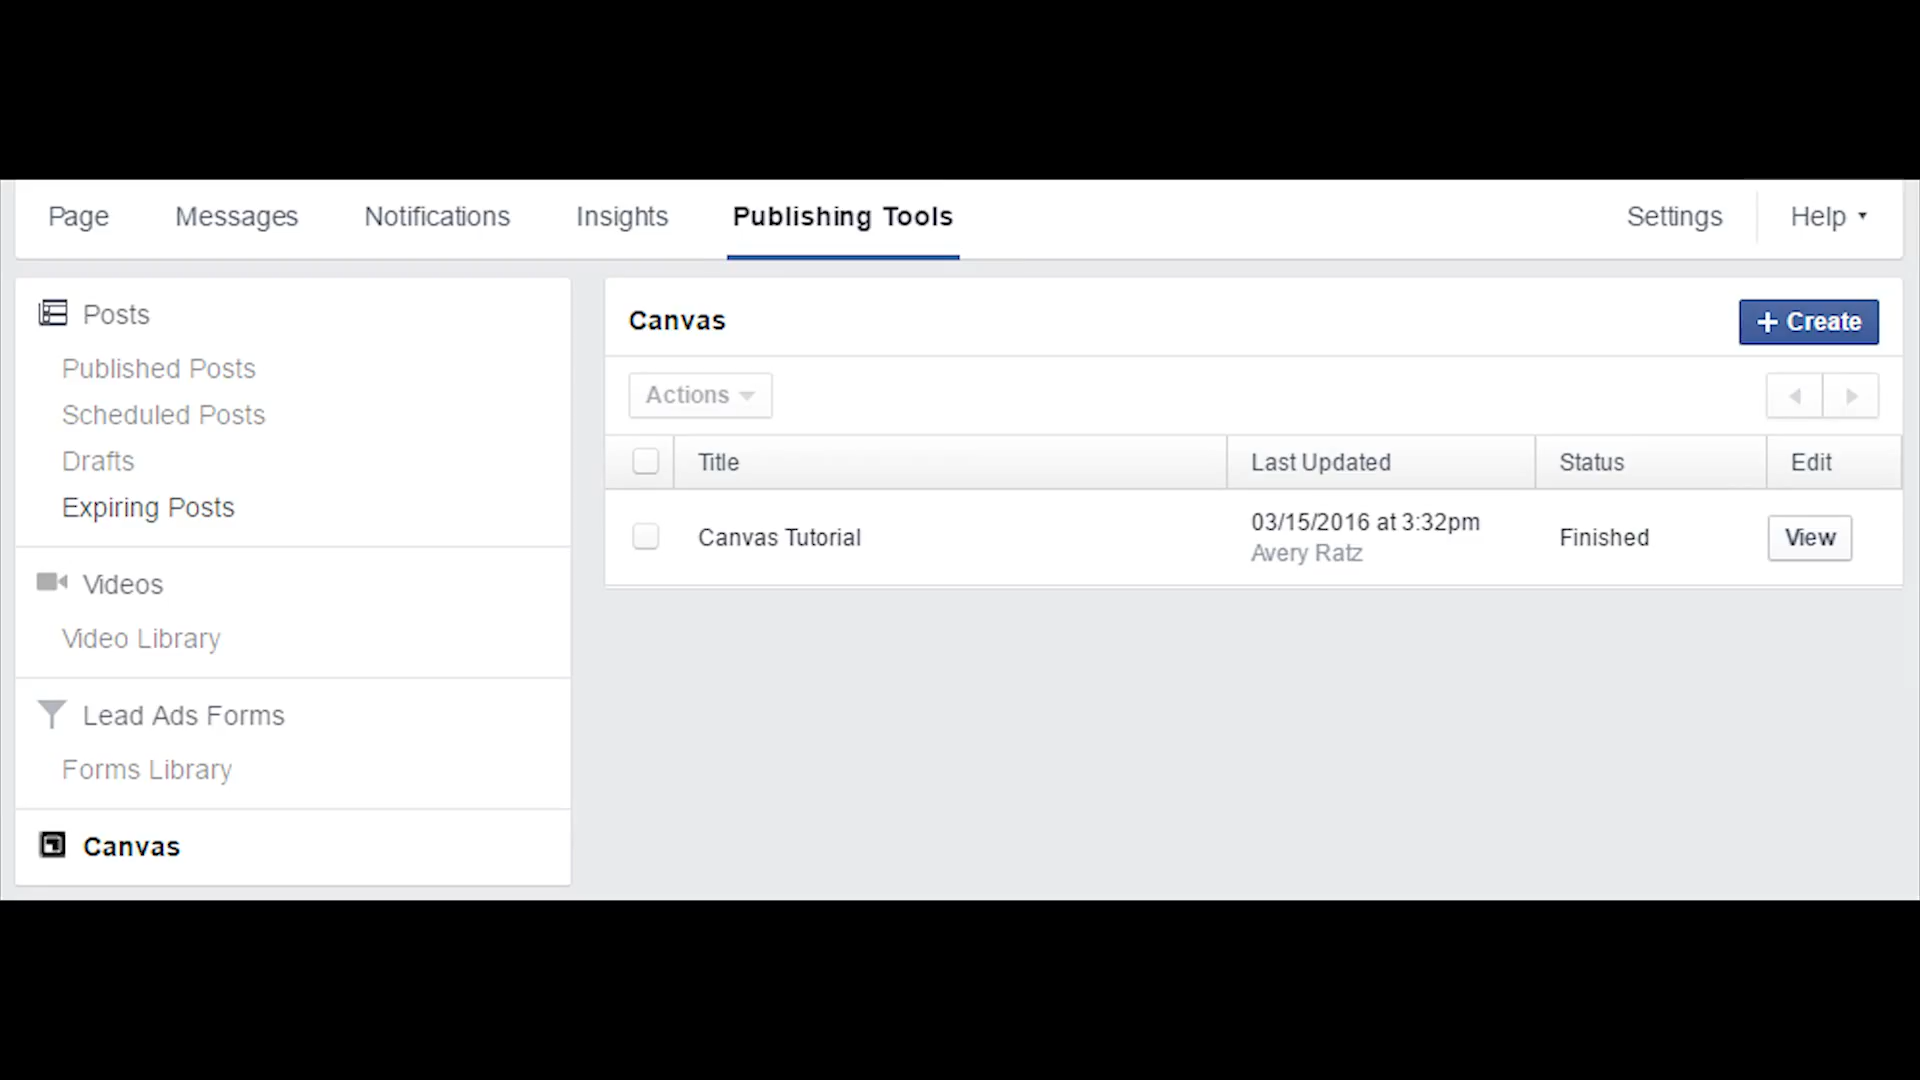 Page Messages Notifications Insights Publishing Tools Settings Help
Posts
Published Posts
Scheduled Posts
Drafts
Expiring Posts
Videos
Video Library
Lead Ads Forms
Forms Library
Canvas
Canvas
+ Create
Actions
Title Last Updated Status Edit
Canvas Tutorial 03/15/2016 at 3:32pm Finished View
Avery Ratz